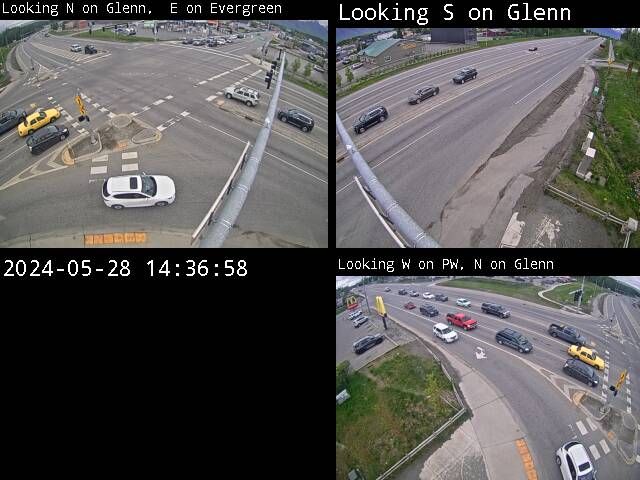 Looking N on Glenn,  E on Evergreen
Looking S on Glenn
2024-05-28 14:36:58
Looking W on PW, N on Glenn